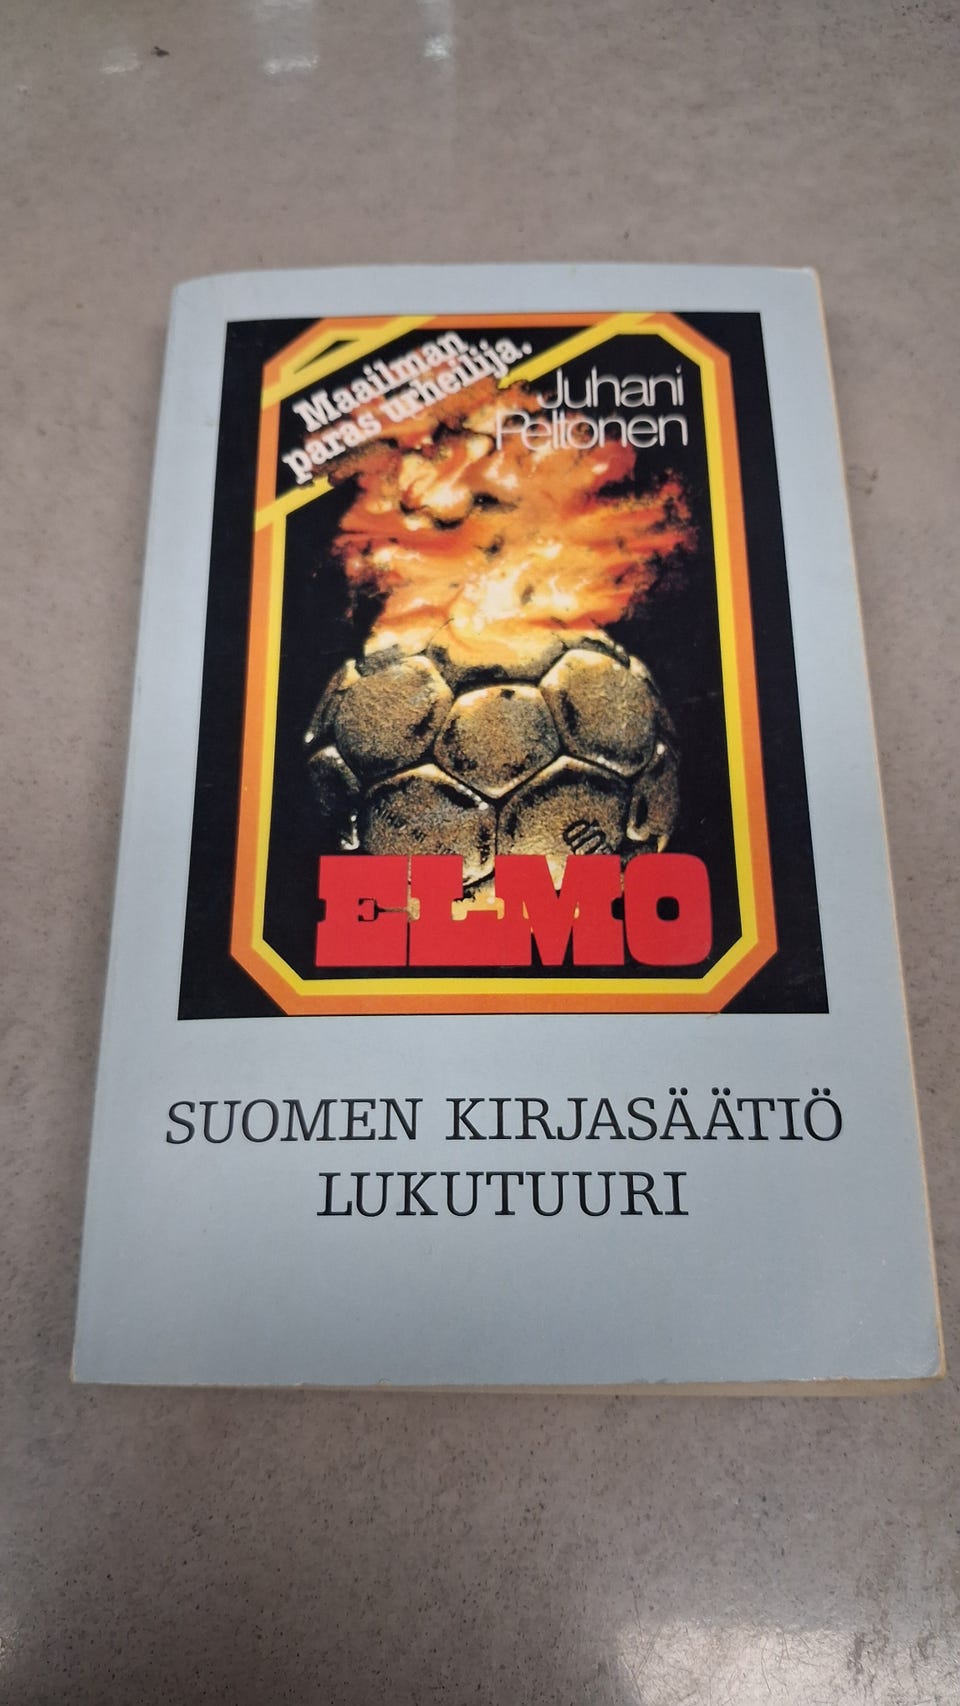 Maailman
paras urheilija.
Juhani
Peltonen
ELMO
SUOMEN KIRJASÄÄTIÖ
LUKUTUURI